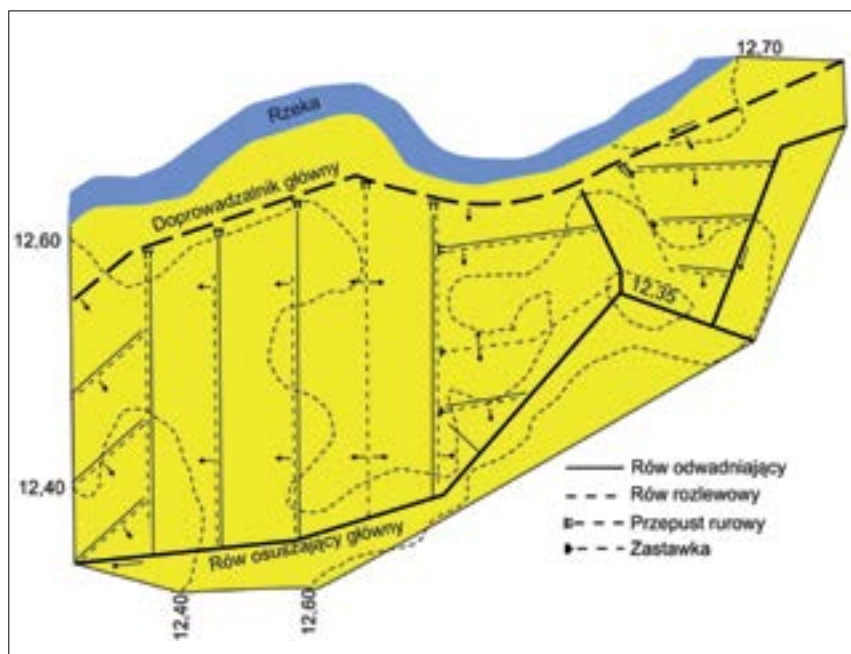 12,70
Rzeka
Doprowadzalnik główny
12,60
12,35
12,40
Rów odwadniający
Rów rozlewowy
Przepust rurowy
Zastawka
Rów osuszający główny
12,40
12,60